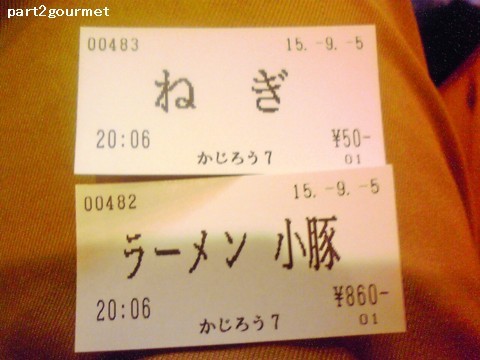 part2gourmet
00483 15.-9.-5
ねぎ
20:06 ¥50-
かじろう7 01
00482 15.-9.-5
ラーメン 小豚
20:06 ¥860-
かじろう7 01